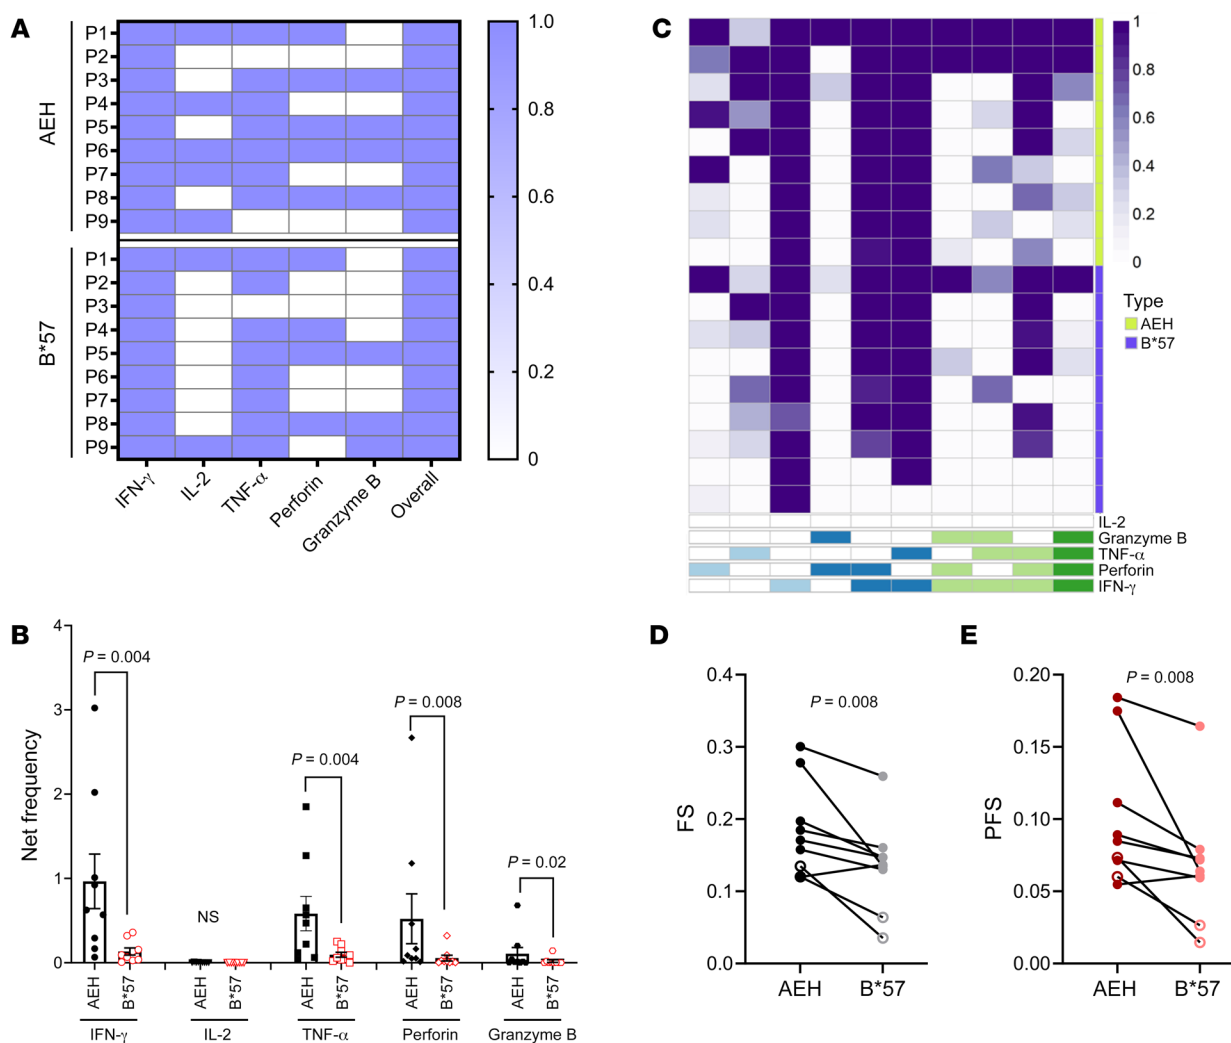 A
AEH
P1
P2
P3
P4
P5
P6
P7
P8
P9
B*57
P1
P2
P3
P4
P5
P6
P7
P8
P9
IFN-γ
IL-2
TNF-α
Perforin
Granzyme B
Overall
1.0
0.8
0.6
0.4
0.2
0
C
1
0.8
0.6
0.4
0.2
0
Type
AEH
B*57
IL-2
Granzyme B
TNF-α
Perforin
IFN-γ
B
Net frequency
4
3
2
1
0
P = 0.004
NS
P = 0.004
P = 0.008
P = 0.02
AEH
B*57
AEH
B*57
AEH
B*57
AEH
B*57
AEH
B*57
IFN-γ
IL-2
TNF-α
Perforin
Granzyme B
D
FS
0.4
0.3
0.2
0.1
0.0
P = 0.008
AEH
B*57
E
PFS
0.20
0.15
0.10
0.05
0.00
P = 0.008
AEH
B*57